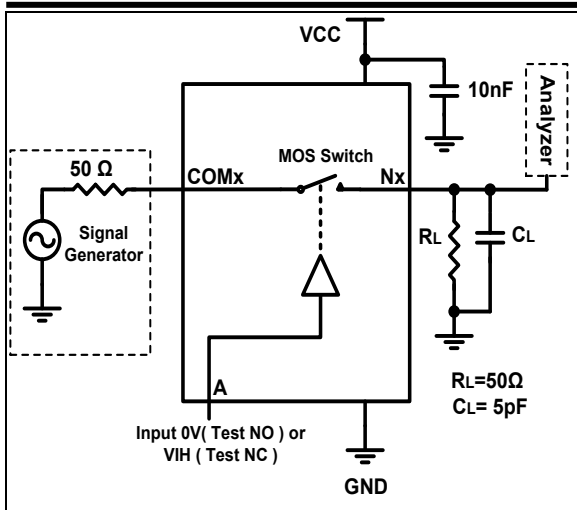 VCC
10nF
Analyzer
50 Ω
COMx
MOS Switch
Nx
Signal
Generator
RL
CL
A
RL=50Ω
CL= 5pF
Input 0V( Test NO ) or
VIH ( Test NC )
GND